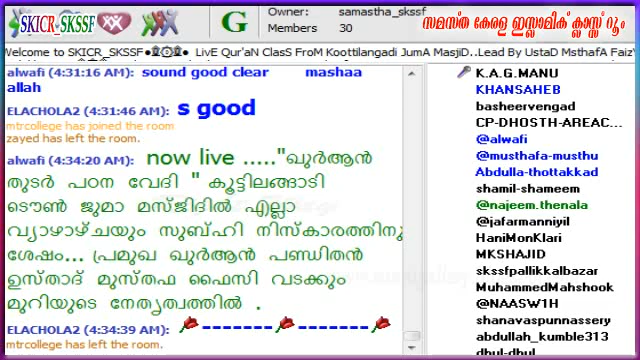 SKICR_SKSSF
G
Owner: samastha_skssf
Members 30
സമസ്ത കേരള ഇസ്ലാമിക് ക്ലാസ്സ് റൂം
Welcome to SKICR_SKSSF LivE Qur'aN ClasS FroM Koottilangadi JumA MasjiD..Lead By UstaD MsthafA Faiz
alwafi (4:31:16 AM): sound good clear mashaa
allah
ELACHOLA2 (4:31:46 AM): s good
mtrcollege has joined the room
zayed has left the room.
alwafi (4:34:20 AM): now live ....."ഖുർആൻ
തുടർ പഠന വേദി " കൂട്ടിലങ്ങാടി
ടൌൺ ജുമാ മസ്ജിദിൽ എല്ലാ
വ്യാഴാഴ്ചയും സുബ്ഹി നിസ്കാരത്തിനു
ശേഷം... പ്രമുഖ ഖുർആൻ പണ്ഡിതൻ
ഉസ്താദ് മുസ്തഫ ഫൈസി വടക്കും
മുറിയുടെ നേതൃത്വത്തിൽ .
ELACHOLA2 (4:34:39 AM): -------
mtrcollege has left the room.
K.A.G.MANU
KHANSAHEB
basheervengad
CP-DHOSTH-AREAC...
@alwafi
@musthafa-musthu
Abdulla-thottakkad
shamil-shameem
@najeem.thenala
@jafarmanniyil
HaniMonKlari
MKSHAJID
skssfpallikkalbazar
MuhammedMahshook
@NAASW1H
shanavaspunnassery
abdullah_kumble313
dhul-dhul